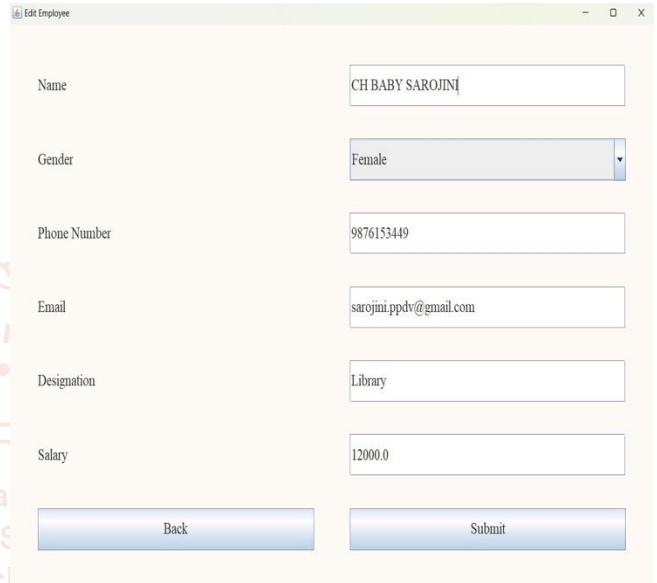 Edit Employee
Name CH BABY SAROJINI
Gender Female
Phone Number 9876153449
Email sarojini.ppdv@gmail.com
Designation Library
Salary 12000.0
Back Submit